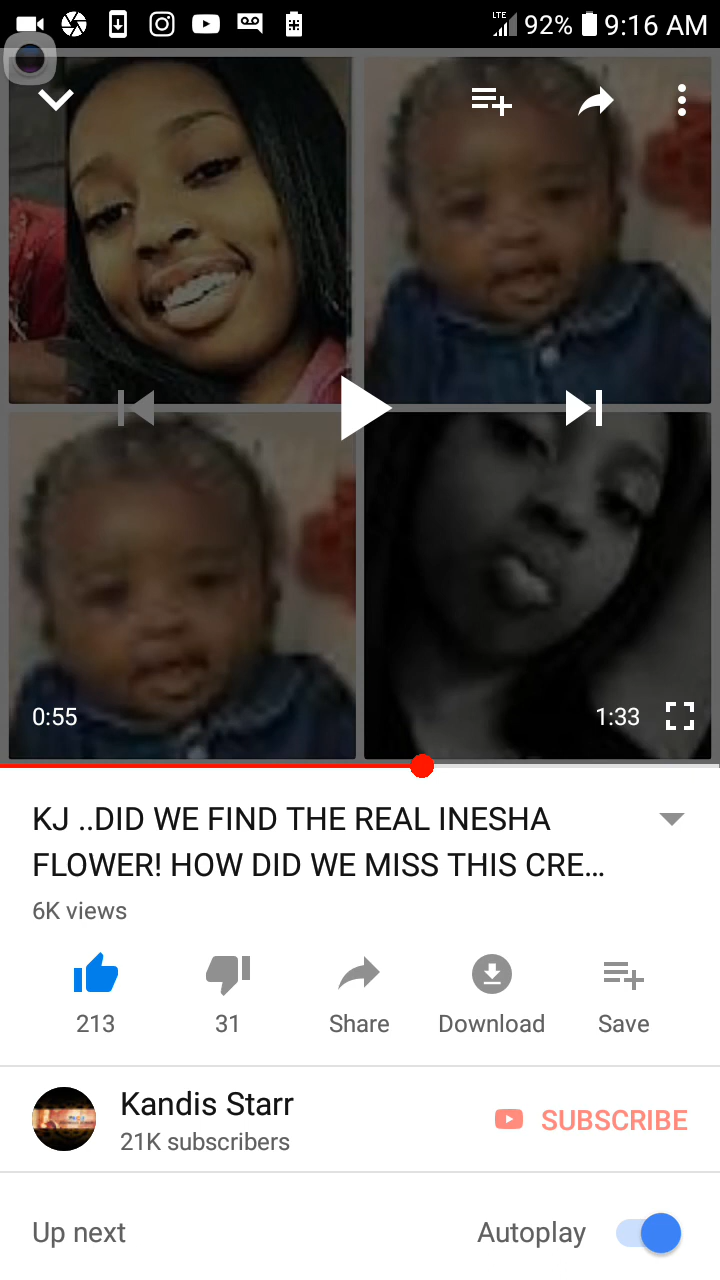 LTE 92% 9:16 AM
0:55 1:33
KJ ..DID WE FIND THE REAL INESHA
FLOWER! HOW DID WE MISS THIS CRE...
6K views
213 31 Share Download Save
Kandis Starr
SUBSCRIBE
21K subscribers
Up next Autoplay